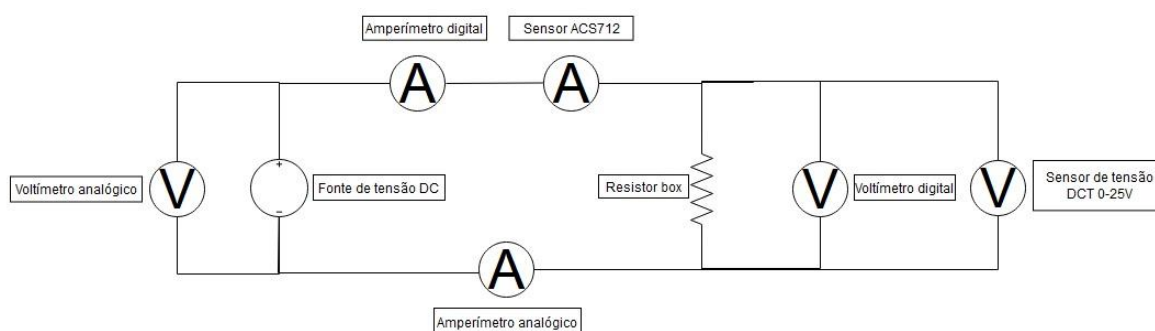 Amperímetro digital
Sensor ACS712
A
A
Voltímetro analógico
V
+
-
Fonte de tensão DC
Resistor box
V
Voltímetro digital
V
Sensor de tensão
DCT 0-25V
A
Amperímetro analógico